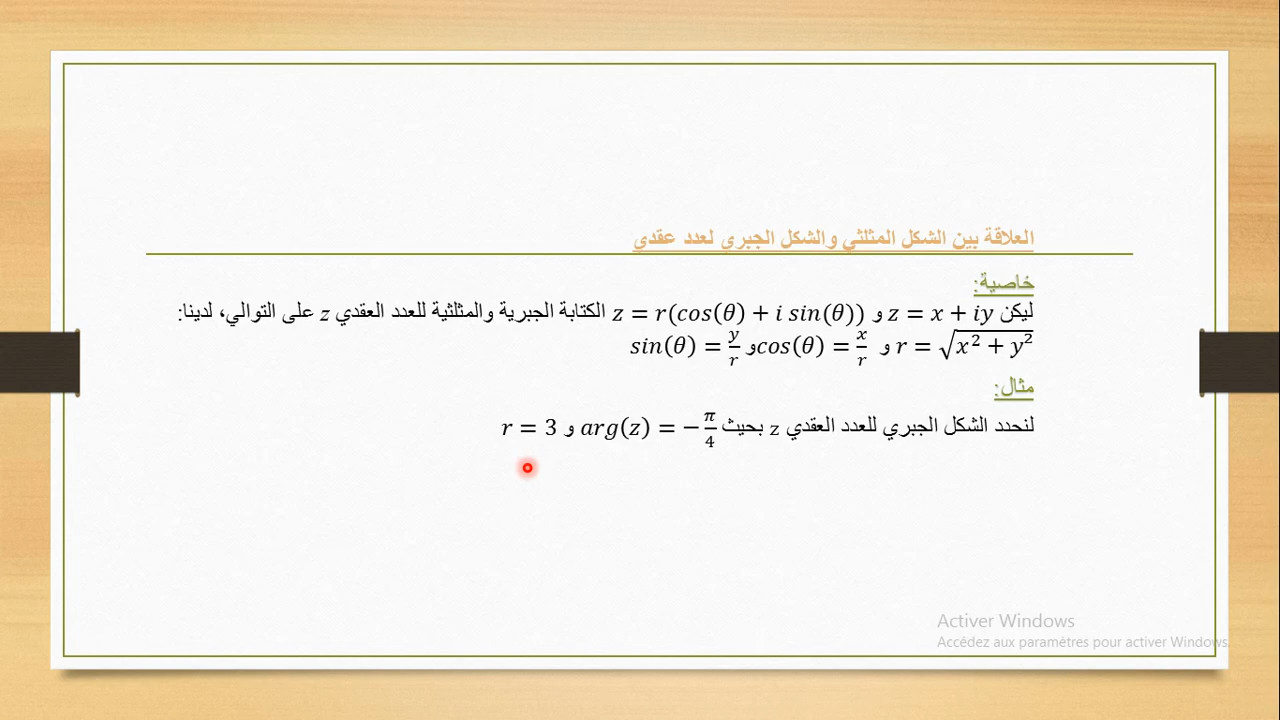 العلاقة بين الشكل المثلثي والشكل الجبري لعدد عقدي
خاصية:
ليكن z = x + iy و z = r(cos(θ) + i sin(θ)) الكتابة الجبرية والمثلثية للعدد العقدي z على التوالي، لدينا:
r = √(x² + y²) و cos(θ) = x/r و sin(θ) = y/r
مثال:
لنحدد الشكل الجبري للعدد العقدي z بحيث arg(z) = −π/4 و r = 3
Activer Windows
Accédez aux paramètres pour activer Windows.